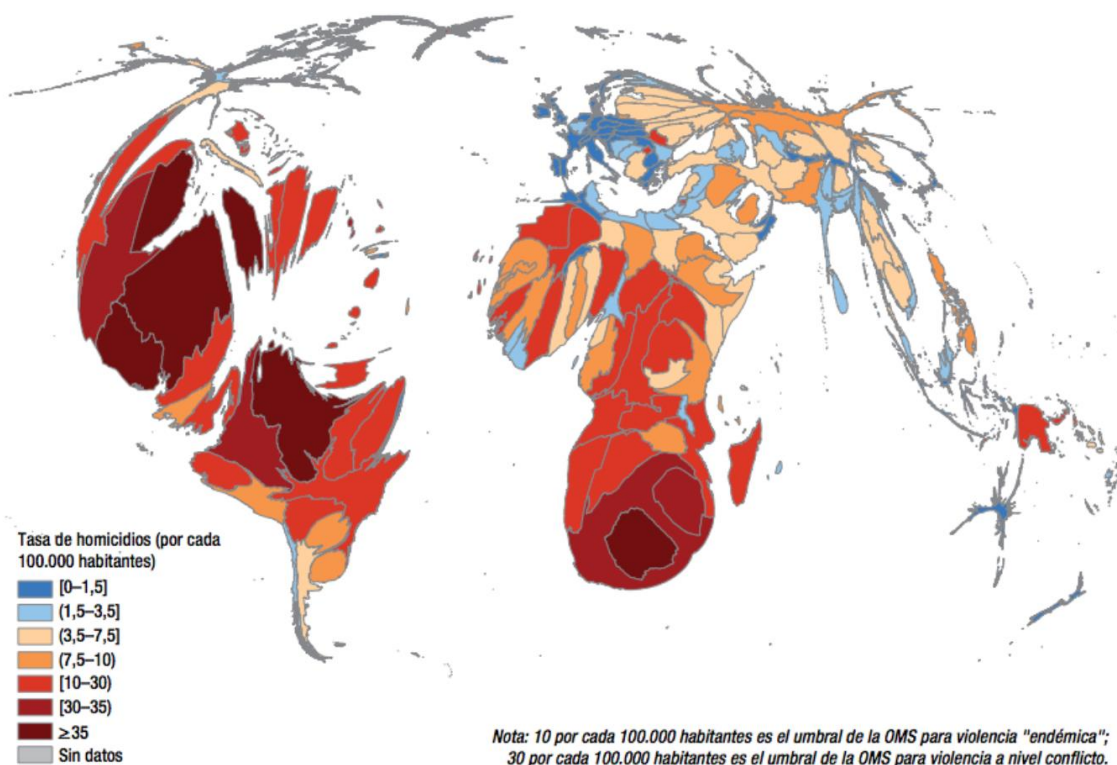 Tasa de homicidios (por cada
100.000 habitantes)
[0–1,5]
(1,5–3,5]
(3,5–7,5]
(7,5–10)
[10–30)
[30–35)
≥35
Sin datos
Nota: 10 por cada 100.000 habitantes es el umbral de la OMS para violencia "endémica";
30 por cada 100.000 habitantes es el umbral de la OMS para violencia a nivel conflicto.